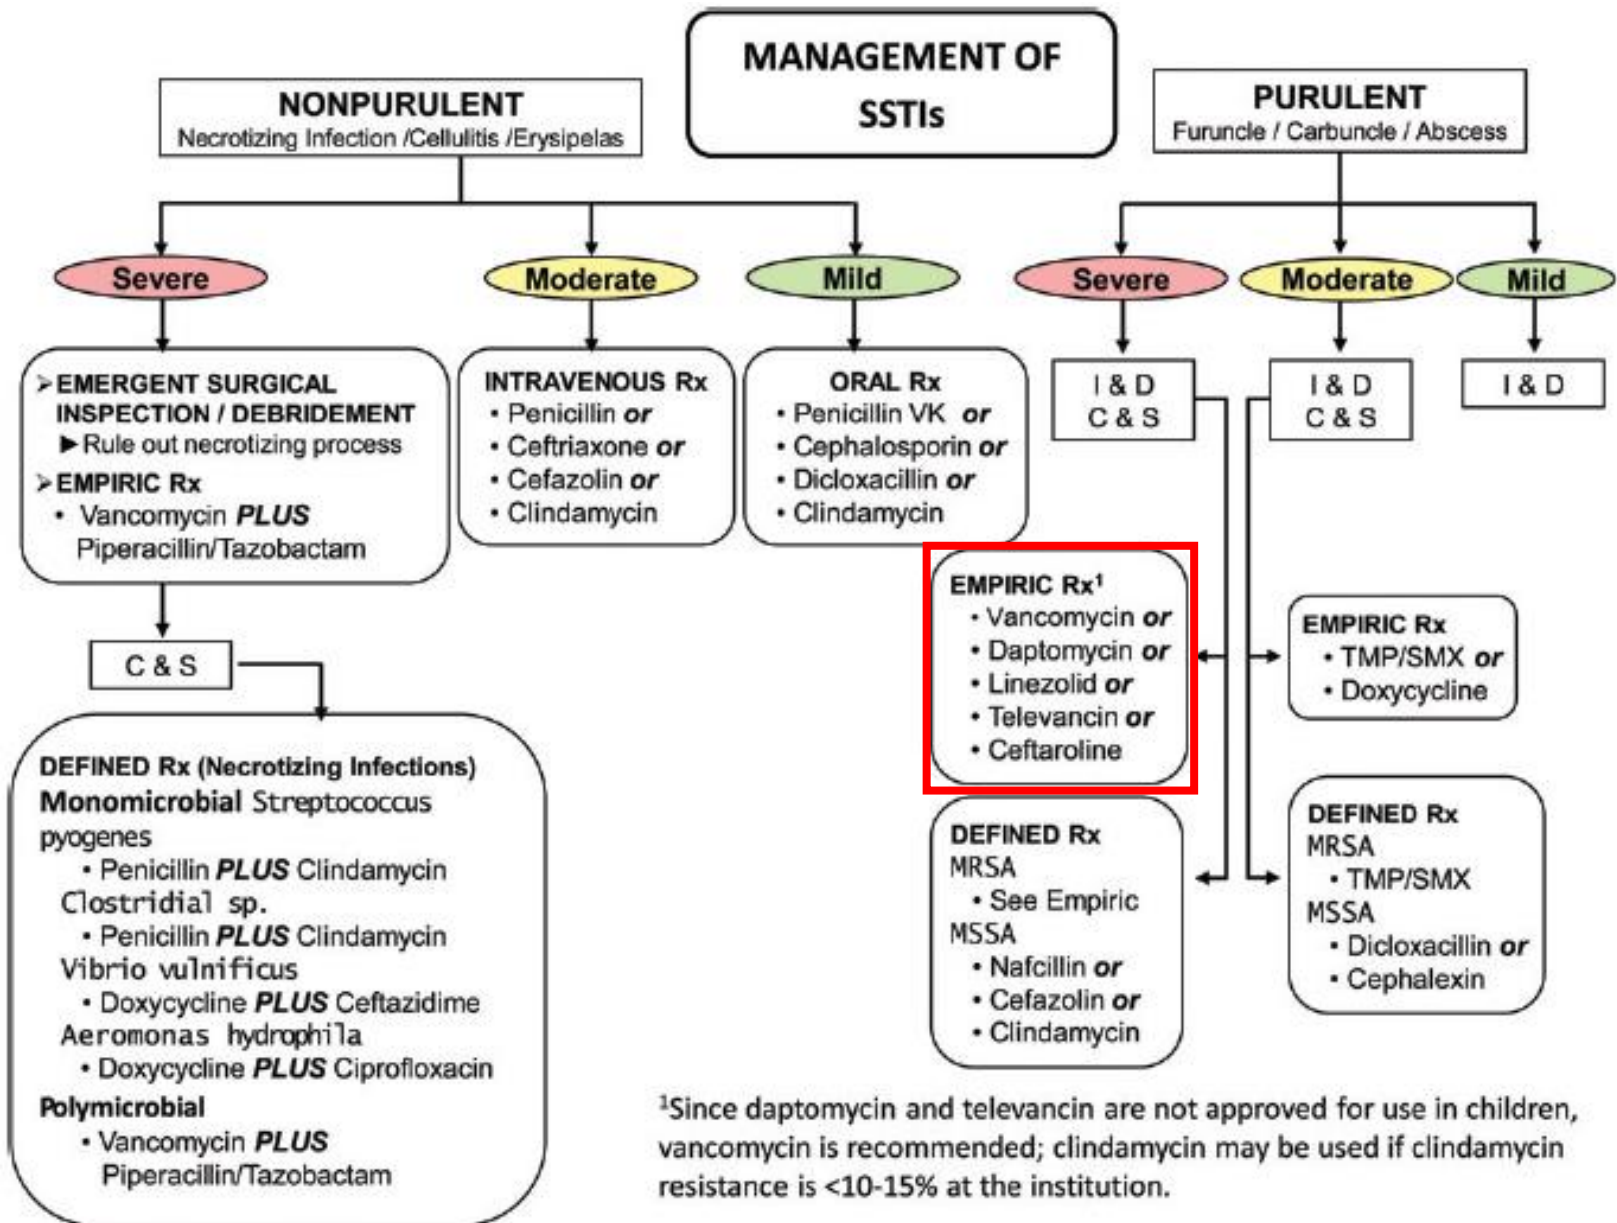 MANAGEMENT OF
SSTIs
NONPURULENT
Necrotizing Infection /Cellulitis /Erysipelas
Severe
Moderate
Mild
➢EMERGENT SURGICAL
INSPECTION / DEBRIDEMENT
►Rule out necrotizing process
➢EMPIRIC Rx
• Vancomycin PLUS
Piperacillin/Tazobactam
C & S
DEFINED Rx (Necrotizing Infections)
Monomicrobial Streptococcus
pyogenes
• Penicillin PLUS Clindamycin
Clostridial sp.
• Penicillin PLUS Clindamycin
Vibrio vulnificus
• Doxycycline PLUS Ceftazidime
Aeromonas hydrophila
• Doxycycline PLUS Ciprofloxacin
Polymicrobial
• Vancomycin PLUS
Piperacillin/Tazobactam
INTRAVENOUS Rx
• Penicillin or
• Ceftriaxone or
• Cefazolin or
• Clindamycin
ORAL Rx
• Penicillin VK or
• Cephalosporin or
• Dicloxacillin or
• Clindamycin
PURULENT
Furuncle / Carbuncle / Abscess
Severe
Moderate
Mild
I & D
C & S
I & D
C & S
I & D
EMPIRIC Rx¹
• Vancomycin or
• Daptomycin or
• Linezolid or
• Televancin or
• Ceftaroline
DEFINED Rx
MRSA
• See Empiric
MSSA
• Nafcillin or
• Cefazolin or
• Clindamycin
EMPIRIC Rx
• TMP/SMX or
• Doxycycline
DEFINED Rx
MRSA
• TMP/SMX
MSSA
• Dicloxacillin or
• Cephalexin
¹Since daptomycin and televancin are not approved for use in children,
vancomycin is recommended; clindamycin may be used if clindamycin
resistance is <10-15% at the institution.